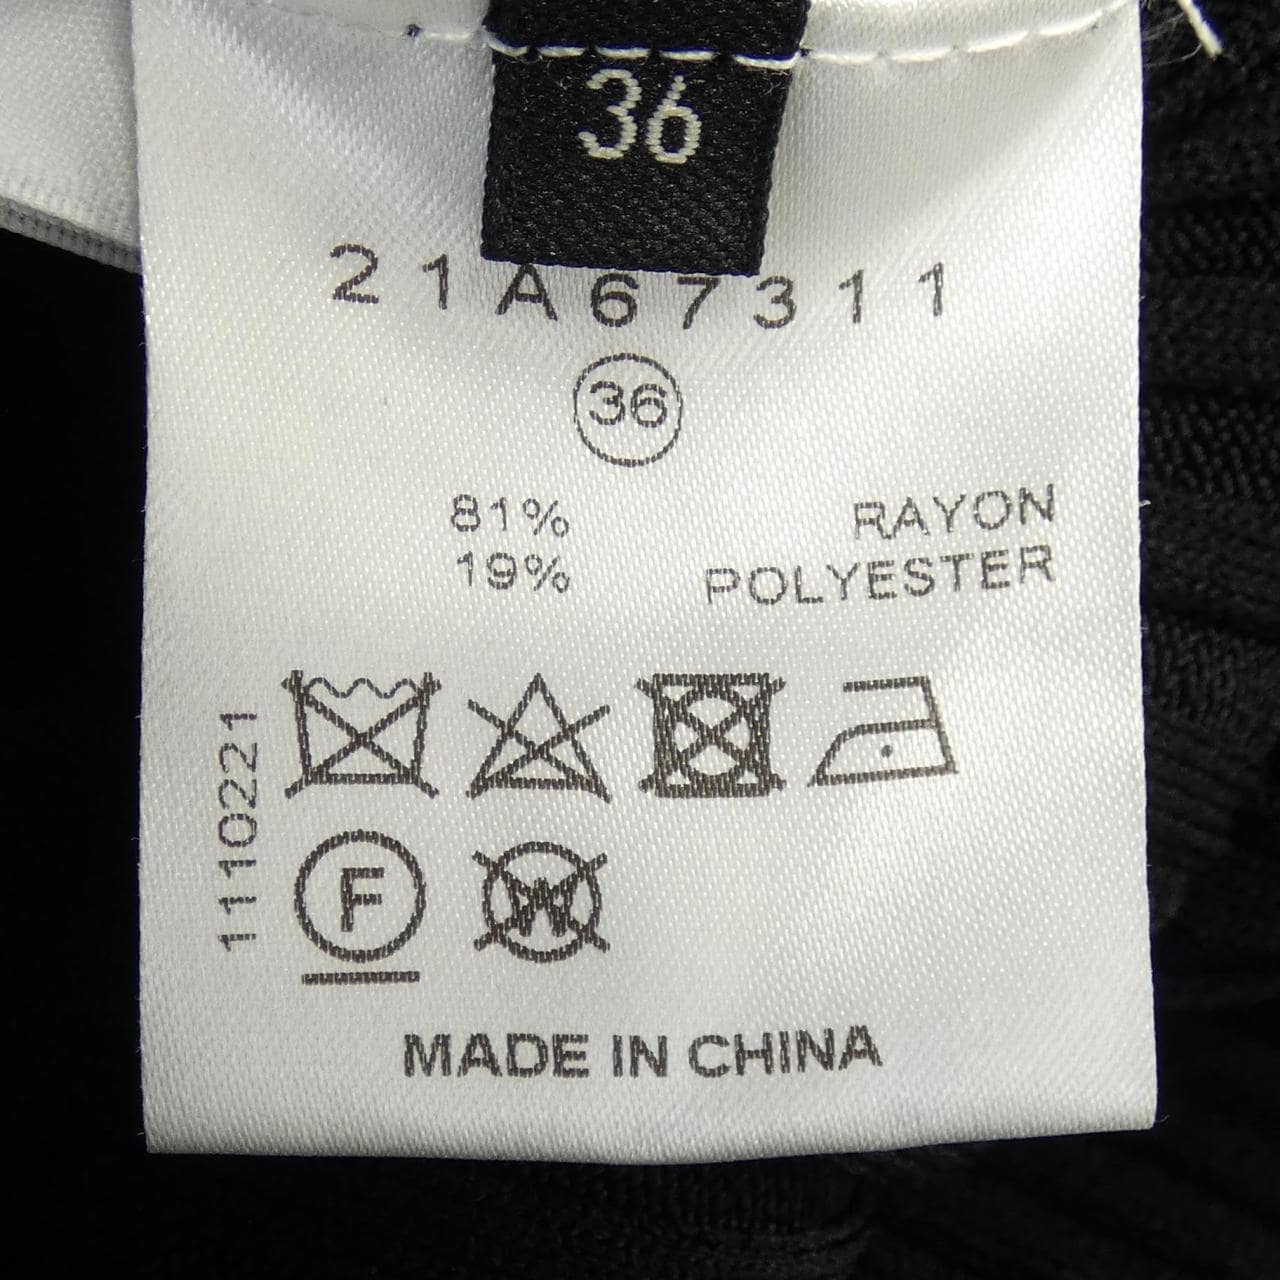 36
21A67311
36
81% RAYON
19% POLYESTER
1110221
F
W
MADE IN CHINA